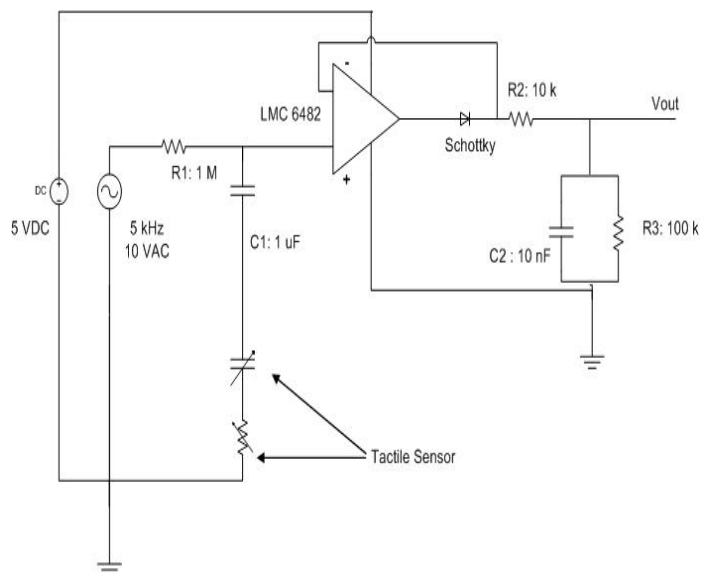 -
LMC 6482
R2: 10 k
Vout
Schottky
R1: 1 M
+
DC
+
-
5 VDC
5 kHz
10 VAC
C1: 1 uF
C2 : 10 nF
R3: 100 k
Tactile Sensor